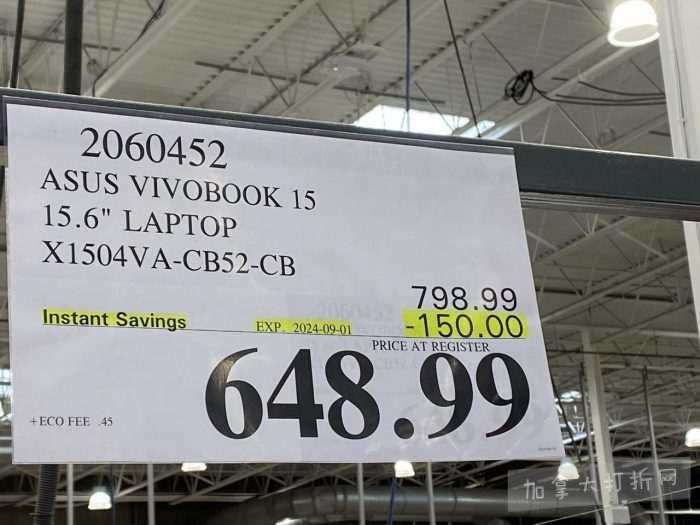 2060452
ASUS VIVOBOOK 15
15.6" LAPTOP
X1504VA-CB52-CB
798.99
Instant Savings EXP. 2024-09-01 -150.00
PRICE AT REGISTER
648.99
+ECO FEE .45
加拿大打折网